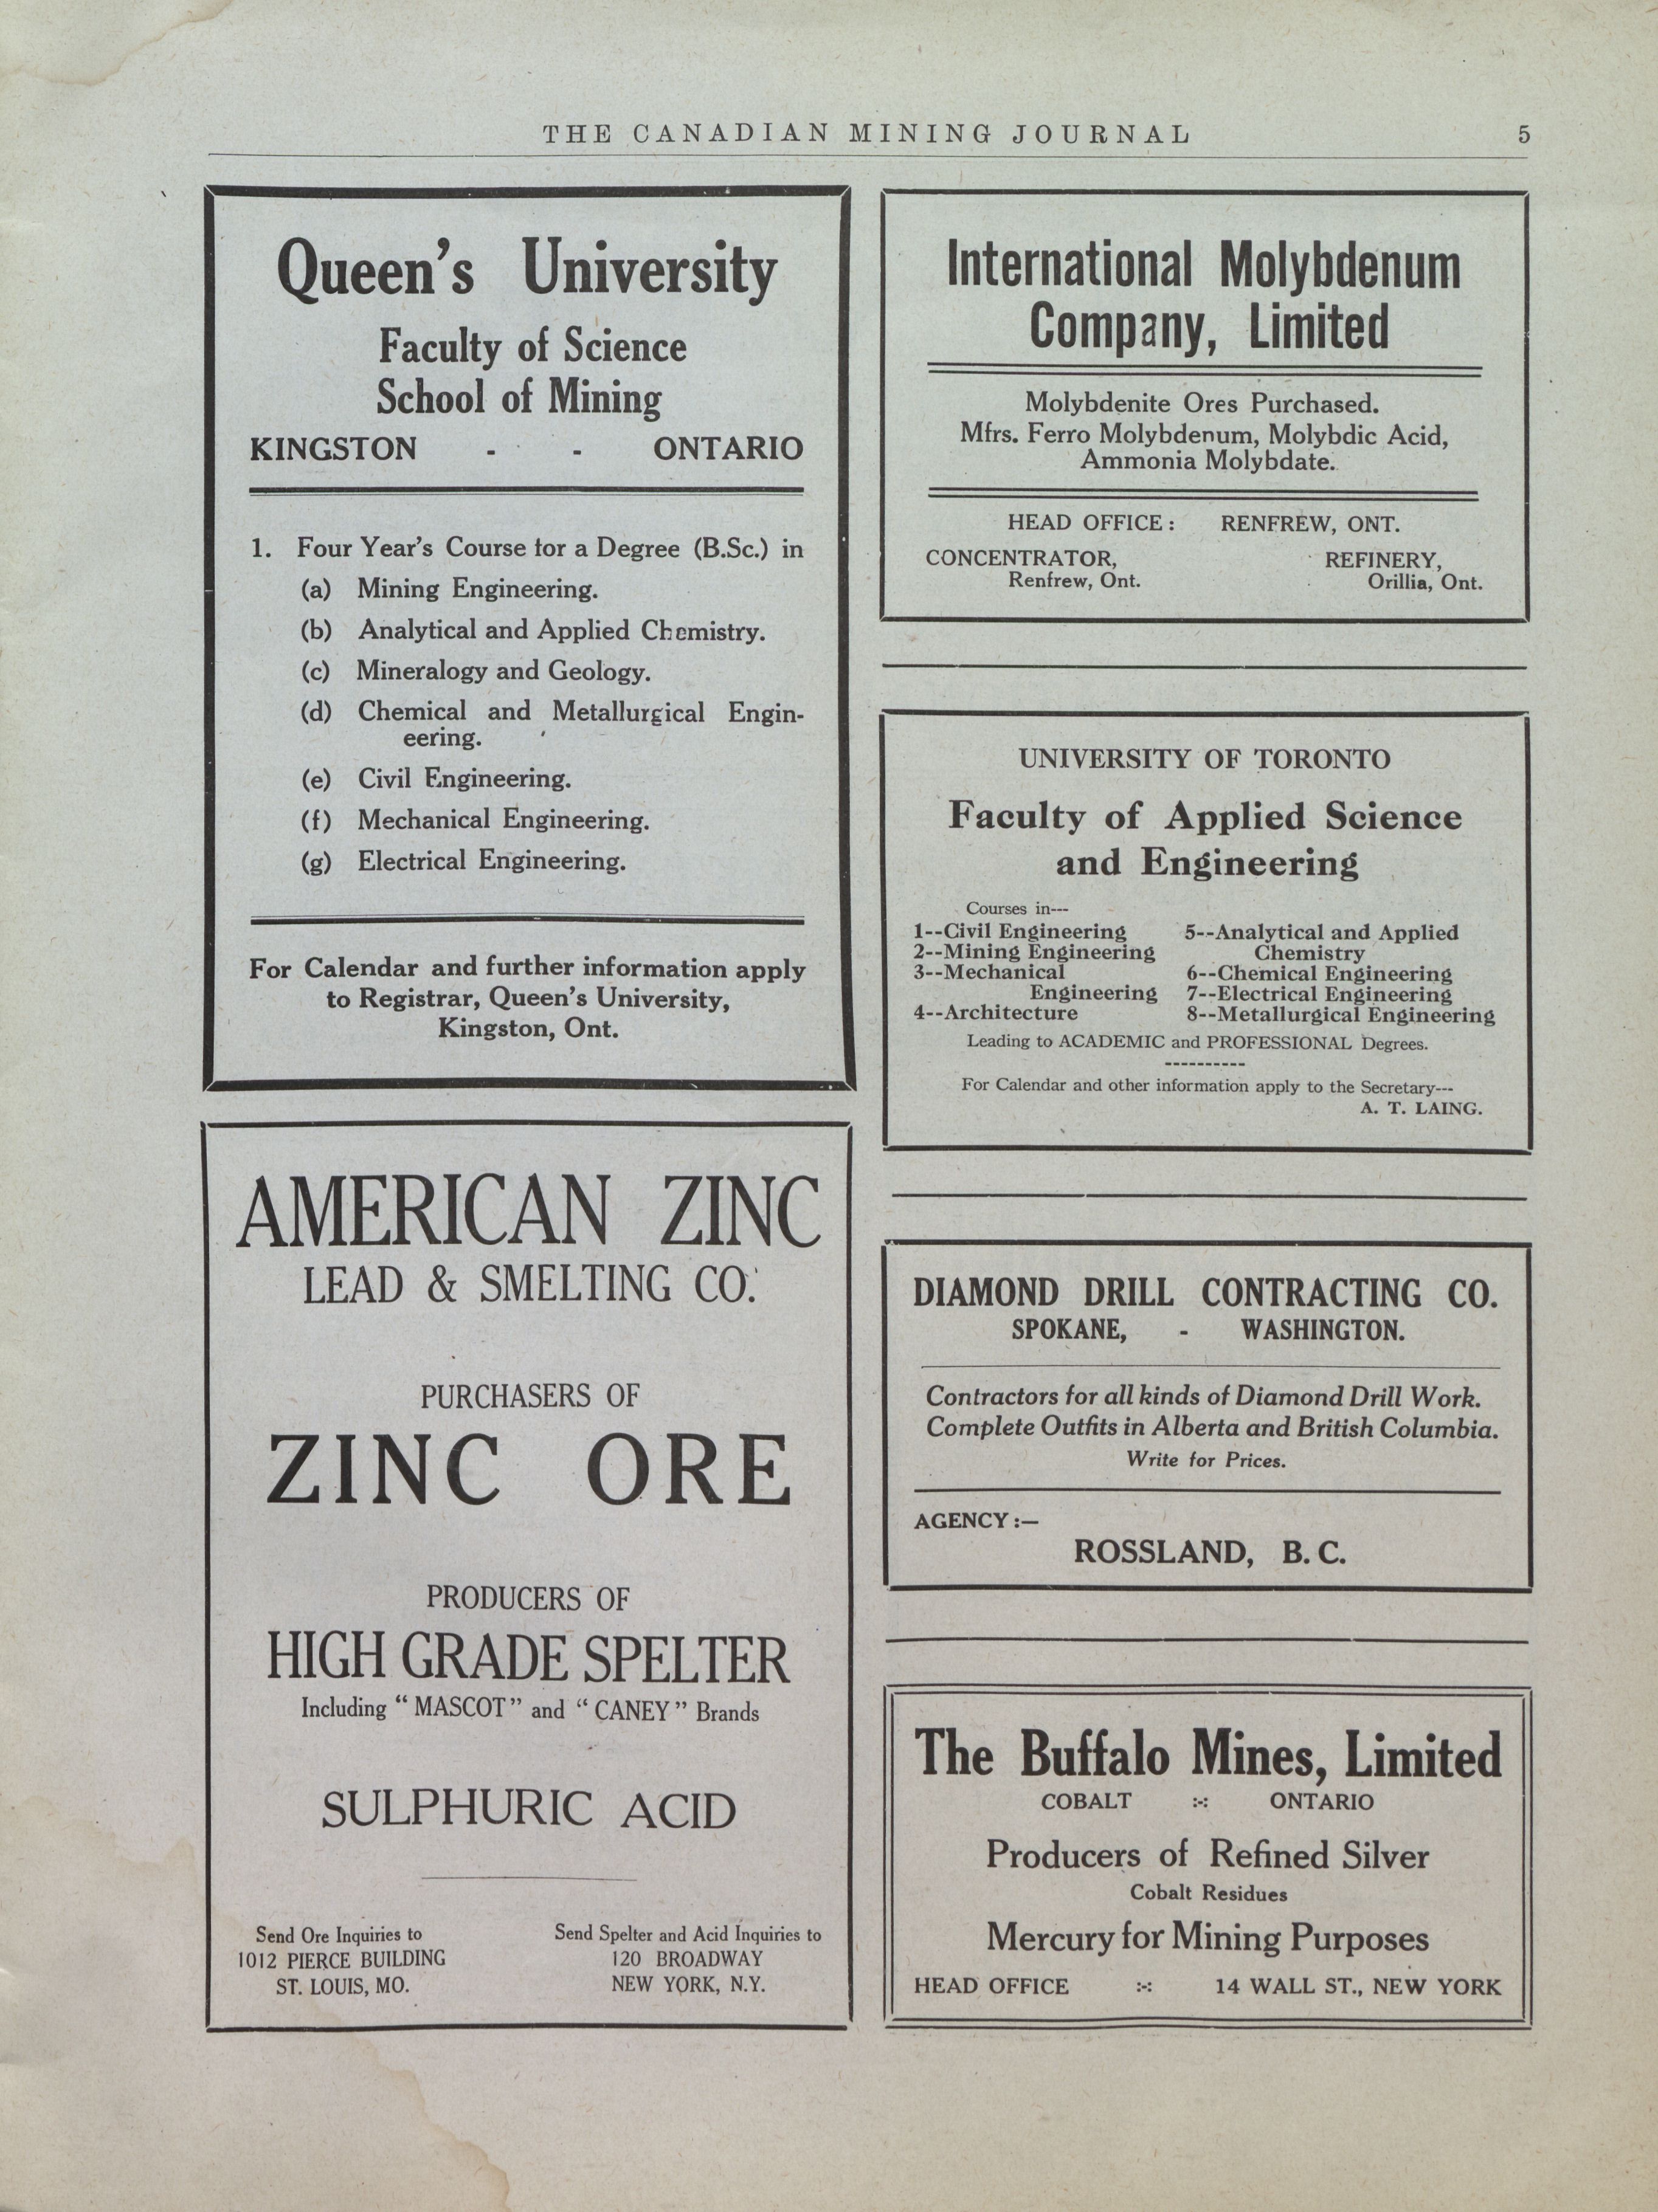 THE CANADIAN MINING JOURNAL 5
Queen's University
Faculty of Science
School of Mining
KINGSTON - - ONTARIO
1. Four Year's Course for a Degree (B.Sc.) in
(a) Mining Engineering.
(b) Analytical and Applied Chemistry.
(c) Mineralogy and Geology.
(d) Chemical and Metallurgical Engin-
eering.
(e) Civil Engineering.
(f) Mechanical Engineering.
(g) Electrical Engineering.
For Calendar and further information apply
to Registrar, Queen's University,
Kingston, Ont.
AMERICAN ZINC
LEAD & SMELTING CO.
PURCHASERS OF
ZINC ORE
PRODUCERS OF
HIGH GRADE SPELTER
Including "MASCOT" and "CANEY" Brands
SULPHURIC ACID
Send Ore Inquiries to
1012 PIERCE BUILDING
ST. LOUIS, MO.
Send Spelter and Acid Inquiries to
120 BROADWAY
NEW YORK, N.Y.
International Molybdenum
Company, Limited
Molybdenite Ores Purchased.
Mfrs. Ferro Molybdenum, Molybdic Acid,
Ammonia Molybdate.
HEAD OFFICE: RENFREW, ONT.
CONCENTRATOR,
Renfrew, Ont.
REFINERY,
Orillia, Ont.
UNIVERSITY OF TORONTO
Faculty of Applied Science
and Engineering
Courses in---
1--Civil Engineering
2--Mining Engineering
3--Mechanical
Engineering
4--Architecture
5--Analytical and Applied
Chemistry
6--Chemical Engineering
7--Electrical Engineering
8--Metallurgical Engineering
Leading to ACADEMIC and PROFESSIONAL Degrees.
----------
For Calendar and other information apply to the Secretary---
A. T. LAING.
DIAMOND DRILL CONTRACTING CO.
SPOKANE, - WASHINGTON.
Contractors for all kinds of Diamond Drill Work.
Complete Outfits in Alberta and British Columbia.
Write for Prices.
AGENCY:—
ROSSLAND, B. C.
The Buffalo Mines, Limited
COBALT :-: ONTARIO
Producers of Refined Silver
Cobalt Residues
Mercury for Mining Purposes
HEAD OFFICE :-: 14 WALL ST., NEW YORK